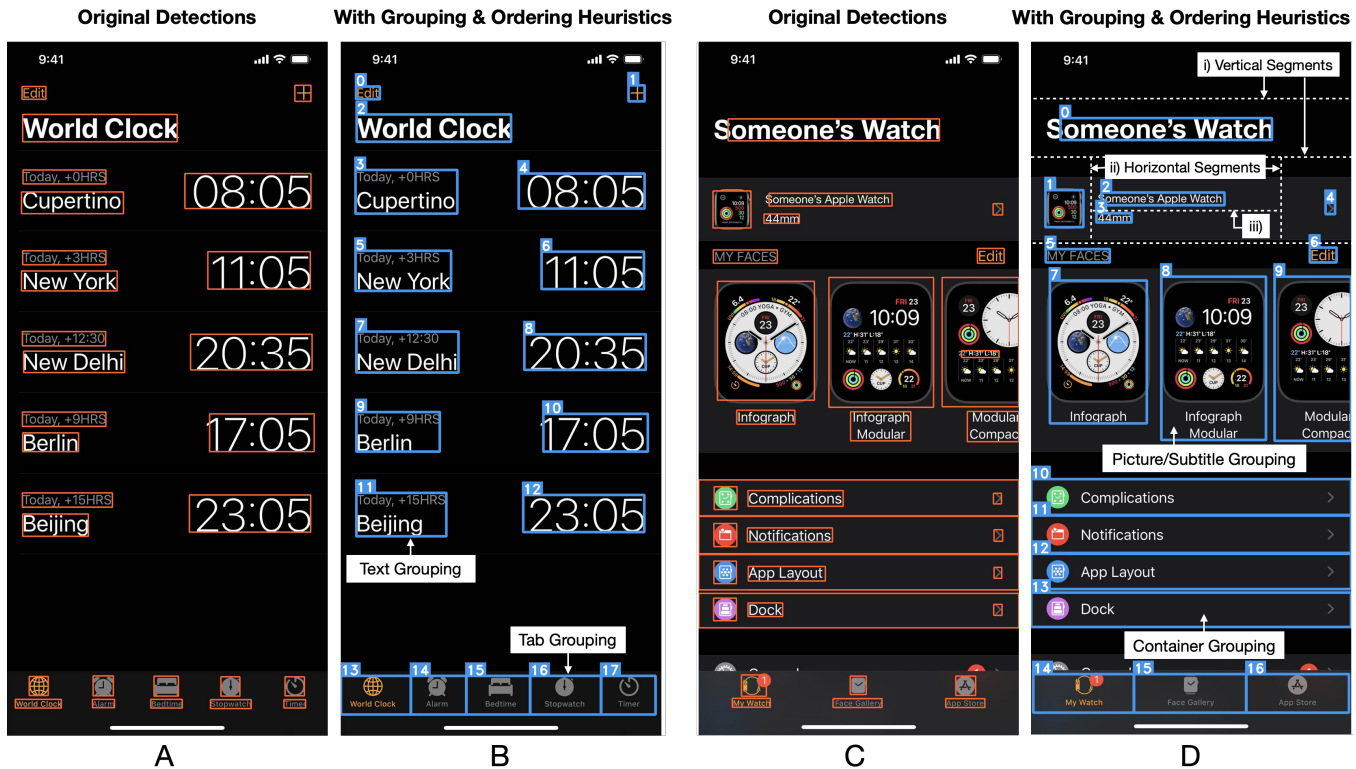 Original Detections
With Grouping & Ordering Heuristics
Original Detections
With Grouping & Ordering Heuristics
9:41
Edit
World Clock
Today, +0HRS
Cupertino
08:05
Today, +3HRS
New York
11:05
Today, +12:30
New Delhi
20:35
Today, +9HRS
Berlin
17:05
Today, +15HRS
Beijing
23:05
World Clock
Alarm
Bedtime
Stopwatch
Timer
A
9:41
0
Edit
1
2
World Clock
3
Today, +0HRS
Cupertino
4
08:05
5
Today, +3HRS
New York
6
11:05
7
Today, +12:30
New Delhi
8
20:35
9
Today, +9HRS
Berlin
10
17:05
11
Today, +15HRS
Beijing
12
23:05
Text Grouping
Tab Grouping
13
World Clock
14
Alarm
15
Bedtime
16
Stopwatch
17
Timer
B
9:41
Someone's Watch
Someone's Apple Watch
44mm
MY FACES
Edit
FRI 23
10:09
Infograph
Infograph
Modular
Modular
Compac
Complications
Notifications
App Layout
Dock
1
My Watch
Face Gallery
App Store
C
9:41
i) Vertical Segments
0
Someone's Watch
ii) Horizontal Segments
1
2
Someone's Apple Watch
3
44mm
4
iii)
5
MY FACES
6
Edit
7
8
9
FRI 23
10:09
Infograph
Infograph
Modular
Modular
Compac
Picture/Subtitle Grouping
10
Complications
11
Notifications
12
App Layout
13
Dock
Container Grouping
14
1
My Watch
15
Face Gallery
16
App Store
D